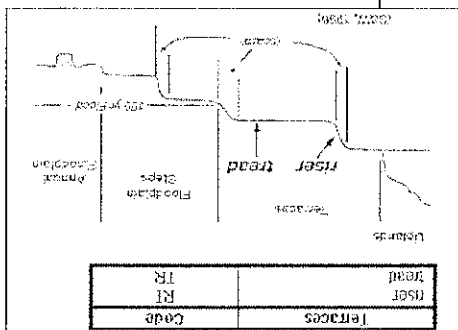 Terraces Code
riser RI
tread TR
Uplands
Terraces
Floodplain
Steps
Annual
Floodplain
riser
tread
100 yr Flood